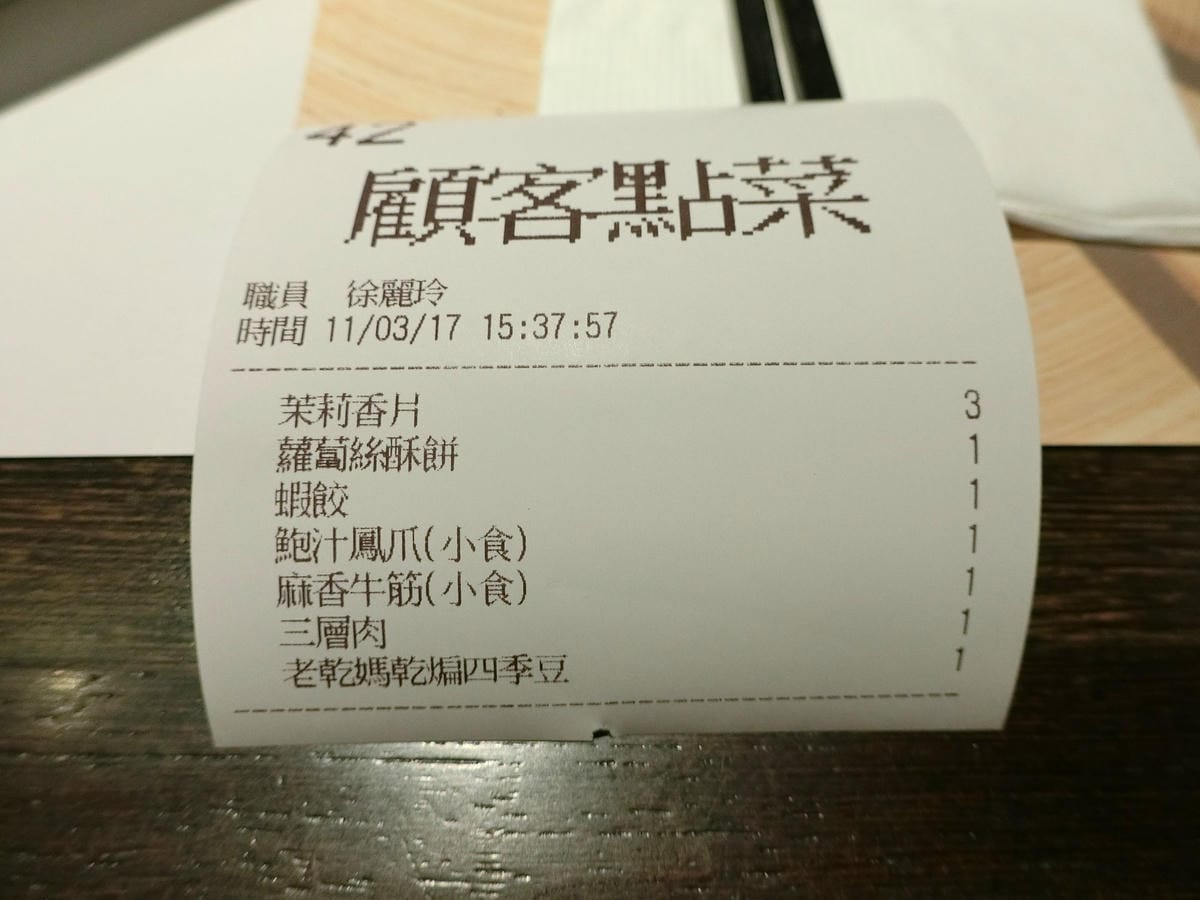 42
顧客點菜
職員 徐麗玲
時間 11/03/17 15:37:57
茉莉香片 3
蘿蔔絲酥餅 1
蝦餃 1
鮑汁鳳爪(小食) 1
麻香牛筋(小食) 1
三層肉 1
老乾媽乾煸四季豆 1